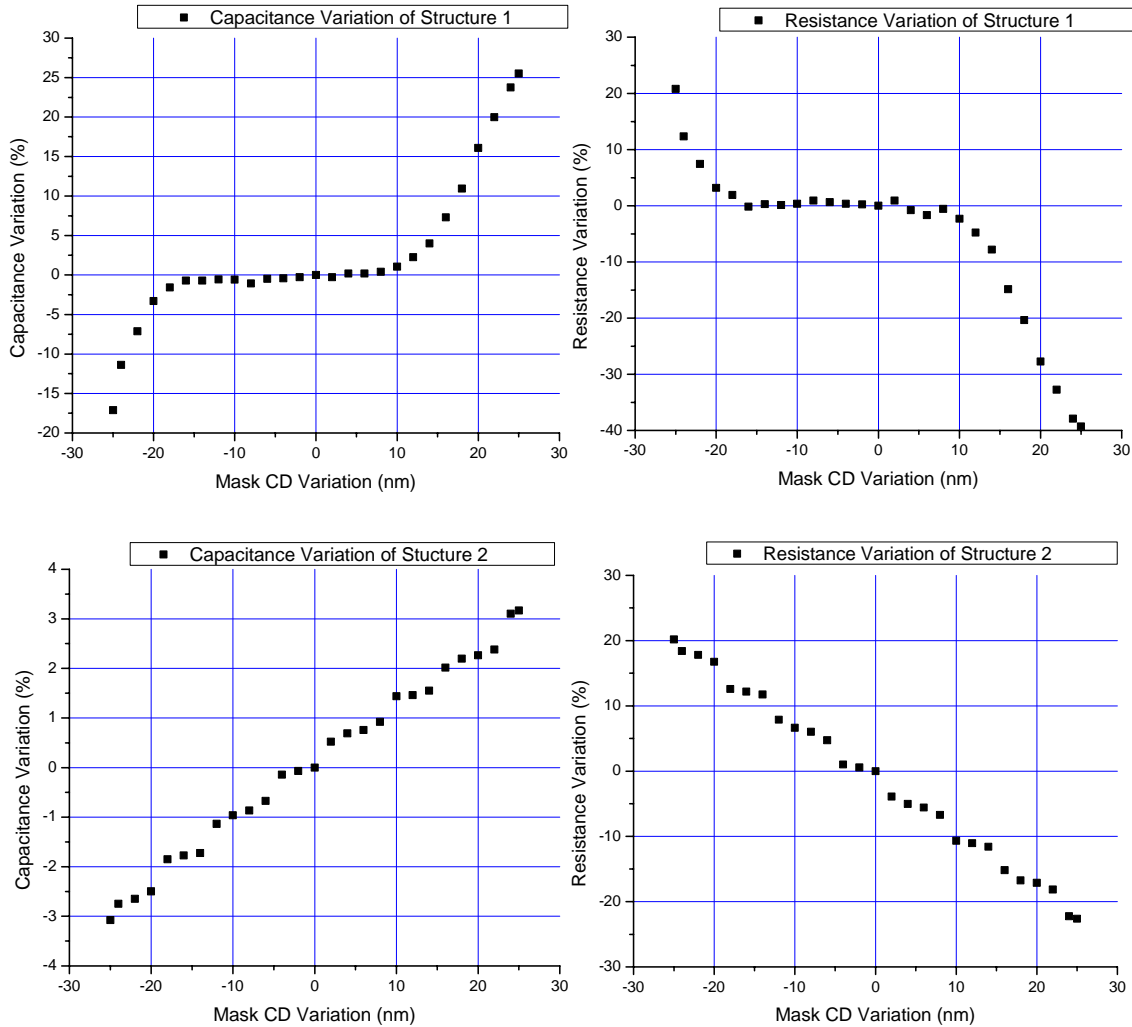 Capacitance Variation of Structure 1
30
25
20
15
10
5
0
-5
-10
-15
-20
Capacitance Variation (%)
-30 -20 -10 0 10 20 30
Mask CD Variation (nm)
Resistance Variation of Structure 1
30
20
10
0
-10
-20
-30
-40
Resistance Variation (%)
-30 -20 -10 0 10 20 30
Mask CD Variation (nm)
Capacitance Variation of Stucture 2
4
3
2
1
0
-1
-2
-3
-4
Capacitance Variation (%)
-30 -20 -10 0 10 20 30
Mask CD Variation (nm)
Resistance Variation of Structure 2
30
20
10
0
-10
-20
-30
Resistance Variation (%)
-30 -20 -10 0 10 20 30
Mask CD Variation (nm)